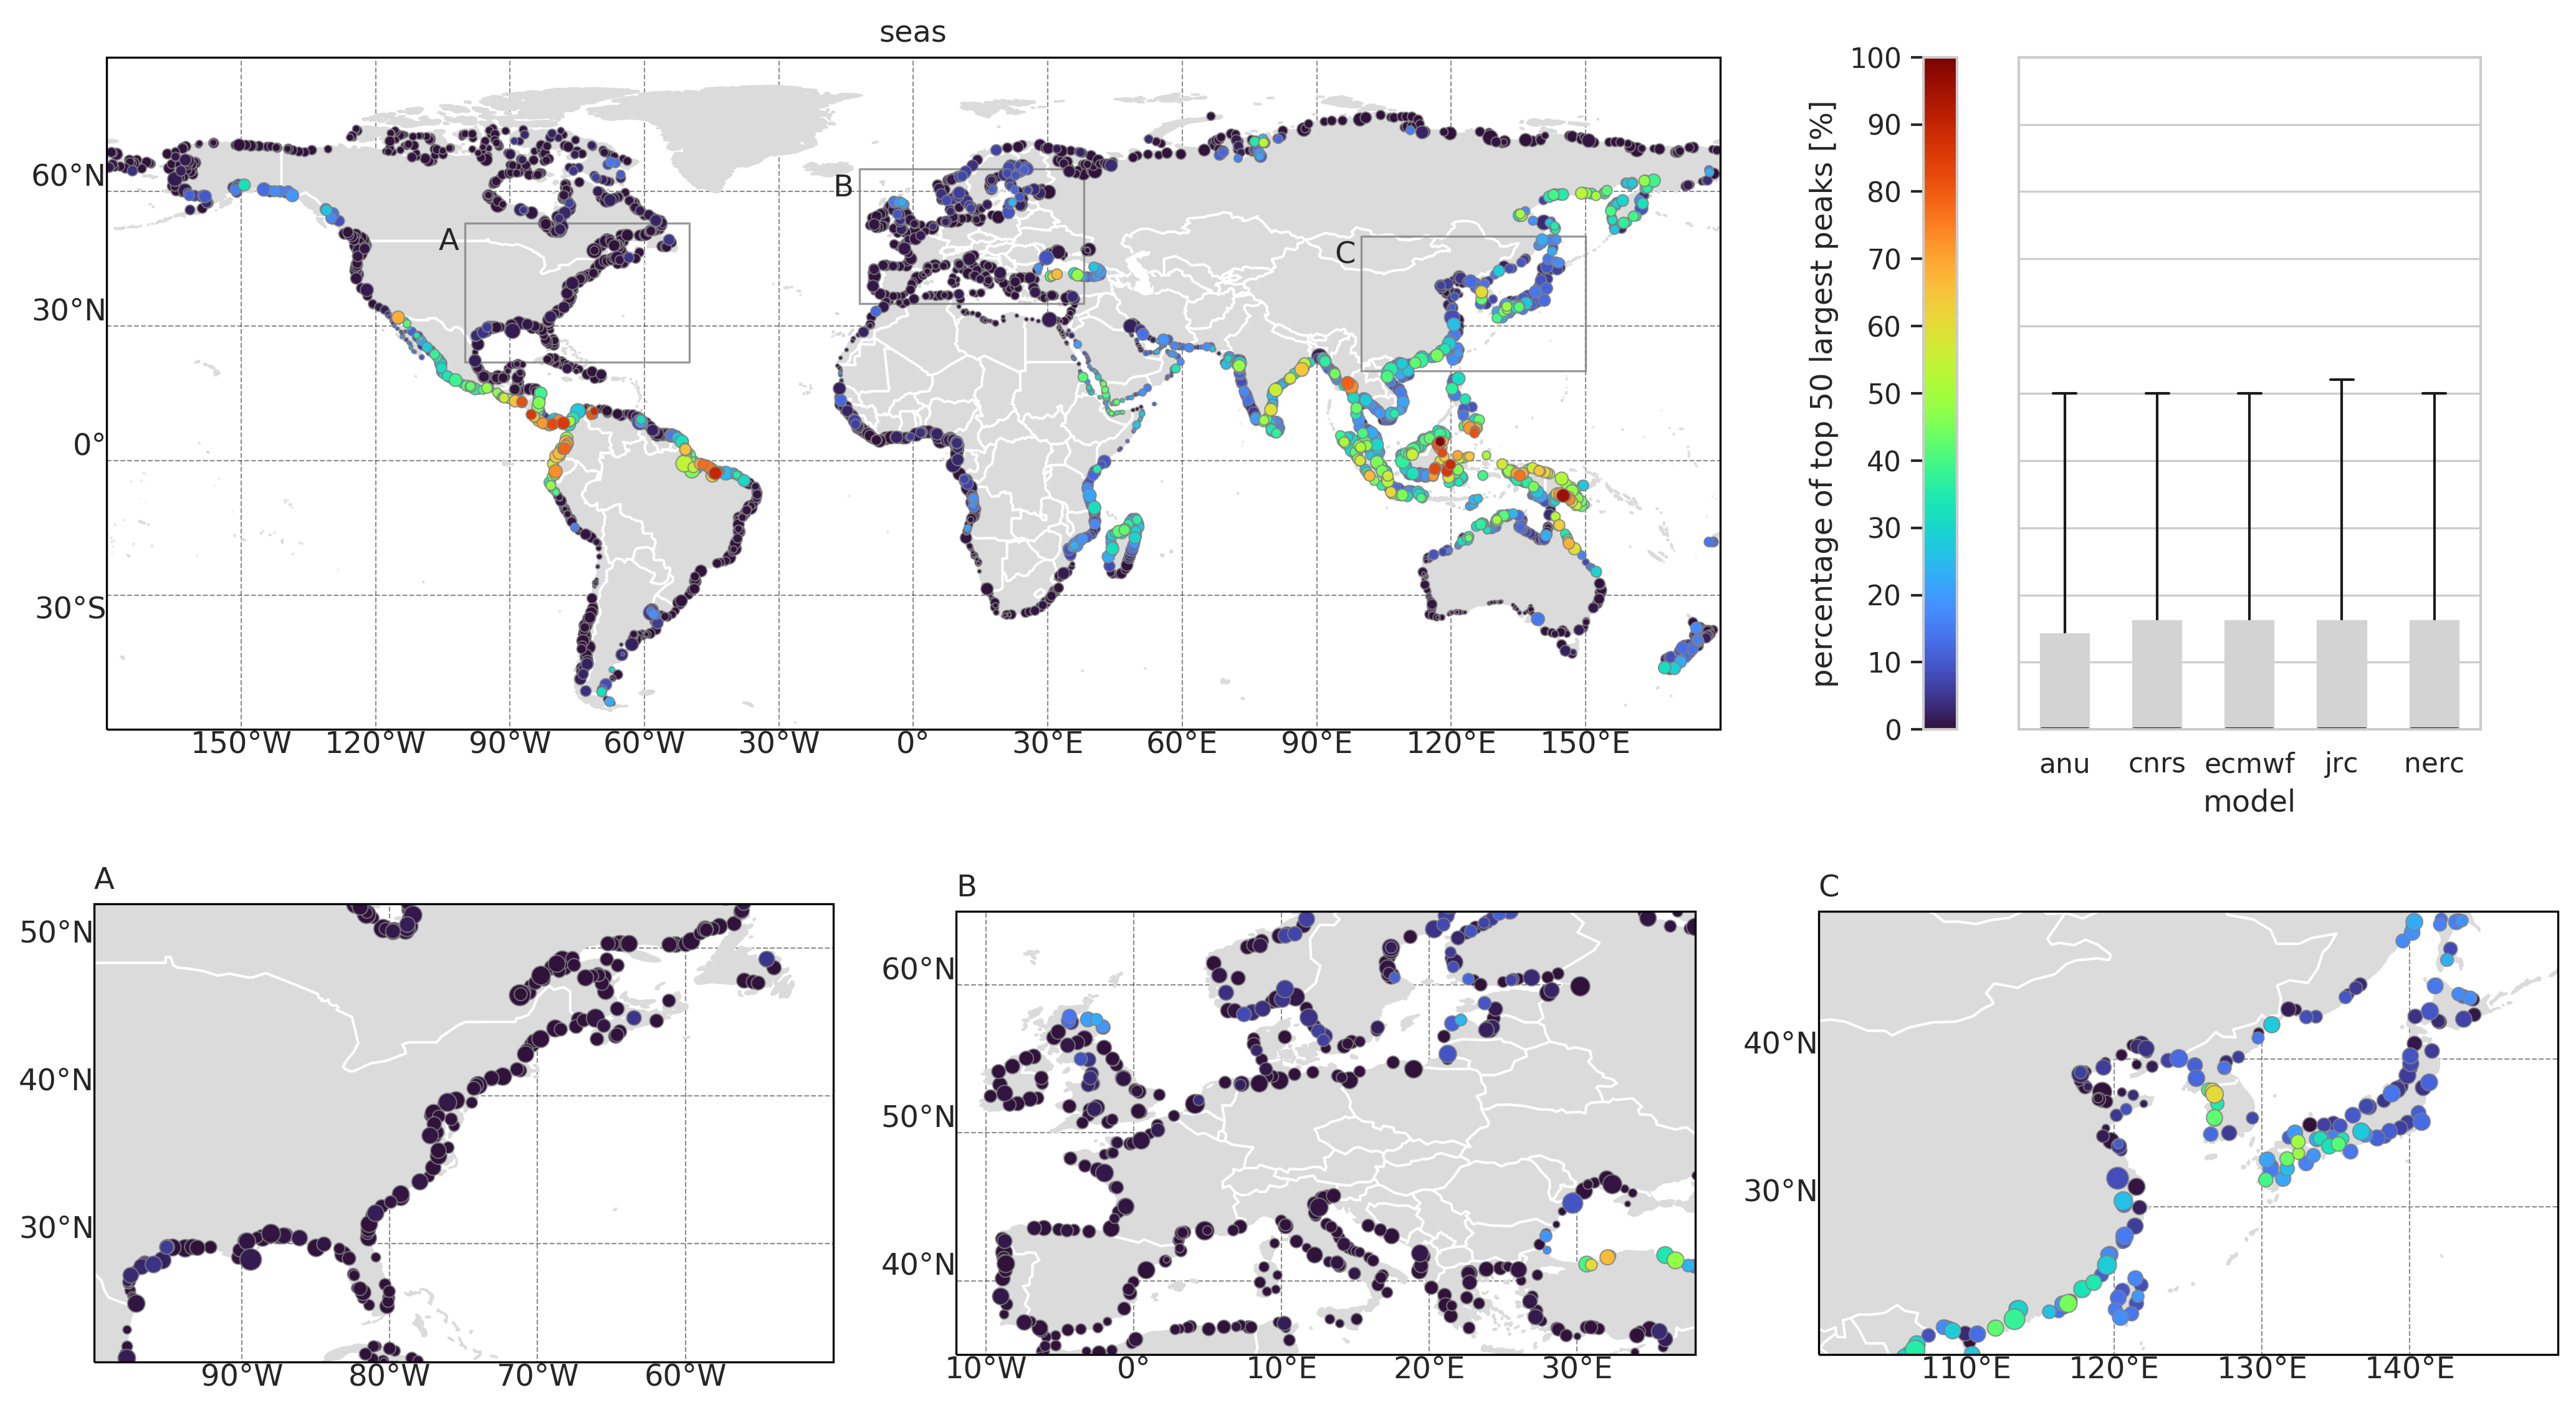 seas
60°N
30°N
0°
30°S
150°W 120°W 90°W 60°W 30°W 0° 30°E 60°E 90°E 120°E 150°E
A
B
C
percentage of top 50 largest peaks [%]
100
90
80
70
60
50
40
30
20
10
0
anu cnrs ecmwf jrc nerc
model
A
50°N
40°N
30°N
90°W 80°W 70°W 60°W
B
60°N
50°N
40°N
10°W 0° 10°E 20°E 30°E
C
40°N
30°N
110°E 120°E 130°E 140°E